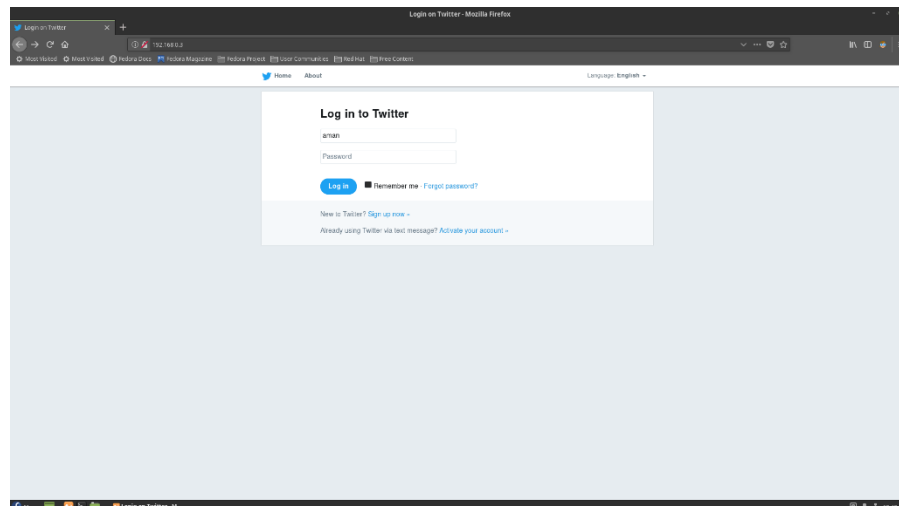 Login on Twitter - Mozilla Firefox
Login on Twitter
192.168.0.3
Most Visited Most Visited Fedora Docs Fedora Magazine Fedora Project User Communities Red Hat Free Content
Home About Language: English
Log in to Twitter
aman
Password
Log in Remember me · Forgot password?
New to Twitter? Sign up now »
Already using Twitter via text message? Activate your account »